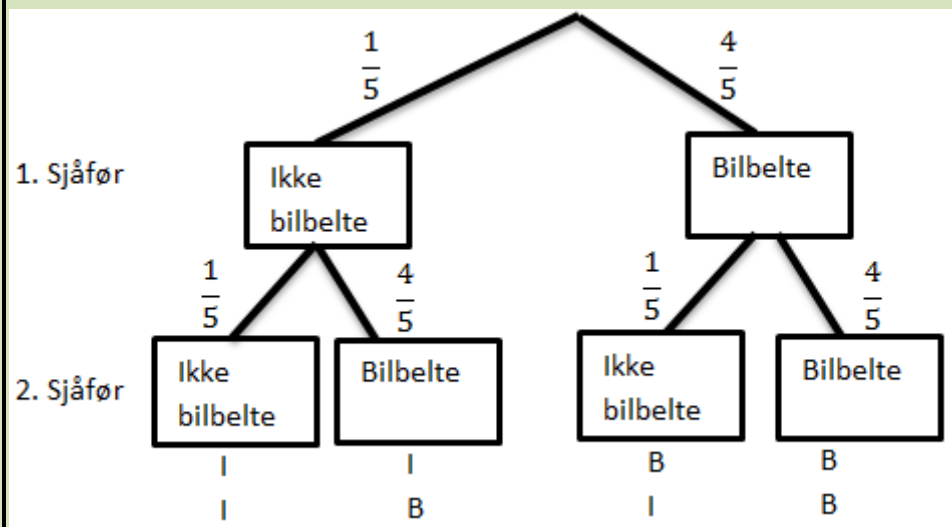 1/5 4/5
1. Sjåfør
Ikke
bilbelte
Bilbelte
1/5 4/5 1/5 4/5
2. Sjåfør
Ikke
bilbelte
Bilbelte
Ikke
bilbelte
Bilbelte
I I B B
I B I B